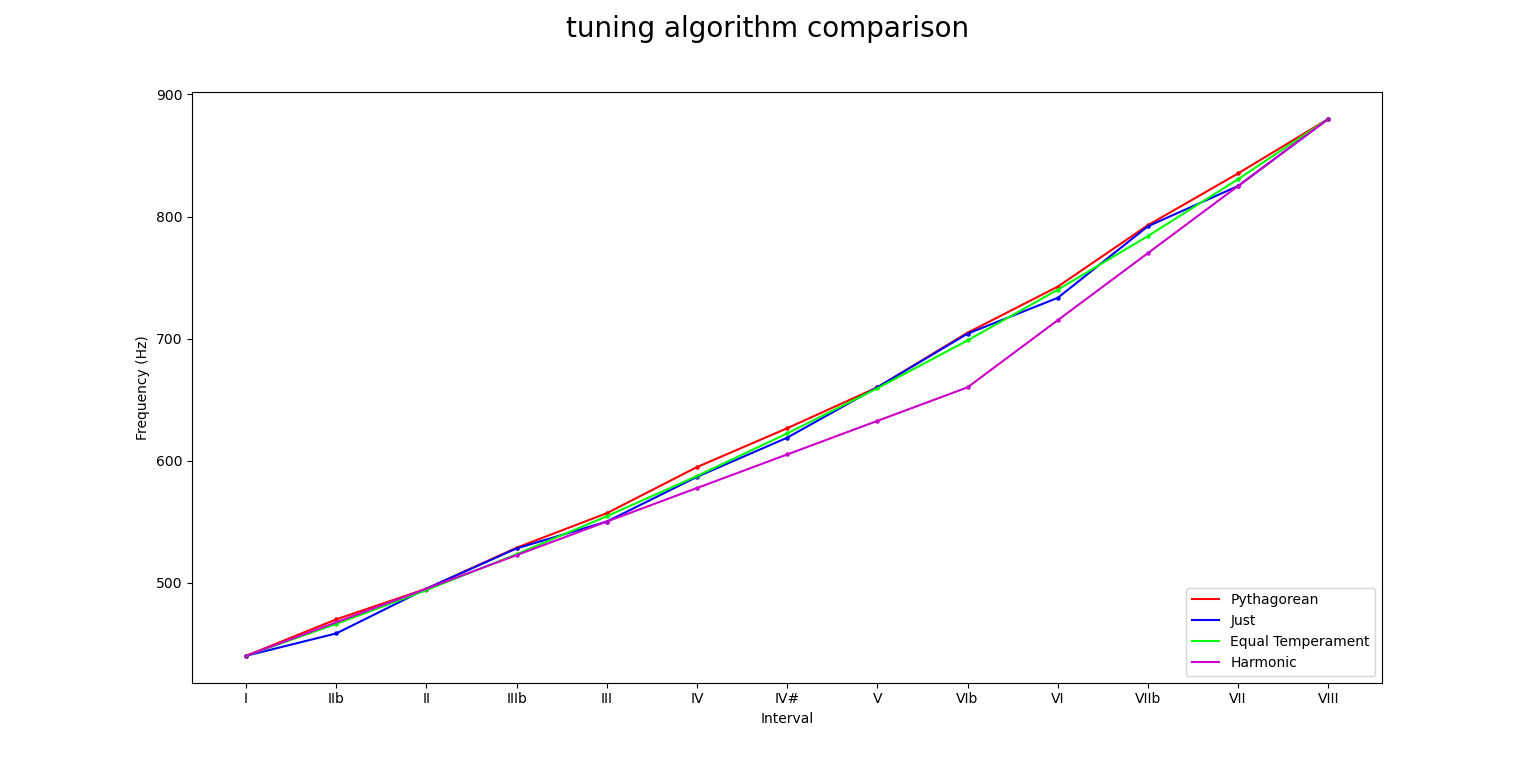 tuning algorithm comparison
900
800
700
600
500
Frequency (Hz)
I IIb II IIIb III IV IV# V VIb VI VIIb VII VIII
Interval
Pythagorean
Just
Equal Temperament
Harmonic